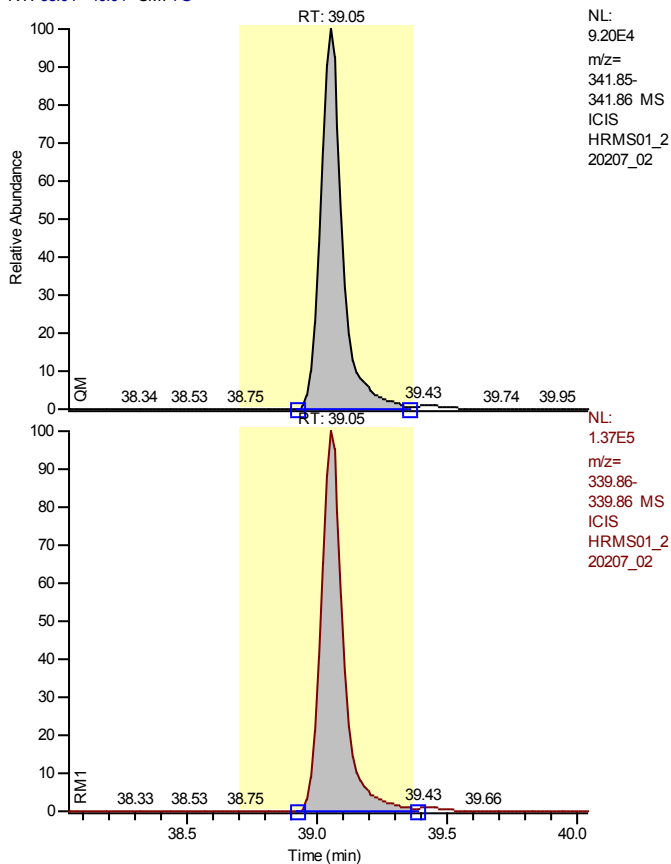 RT: 39.05
NL:
9.20E4
m/z=
341.85-
341.86 MS
ICIS
HRMS01_2
20207_02
100
90
80
70
60
50
40
30
20
10
0
Relative Abundance
QM
38.34 38.53 38.75 39.43 39.74 39.95
RT: 39.05
NL:
1.37E5
m/z=
339.86-
339.86 MS
ICIS
HRMS01_2
20207_02
100
90
80
70
60
50
40
30
20
10
0
RM1
38.33 38.53 38.75 39.43 39.66
38.5 39.0 39.5 40.0
Time (min)